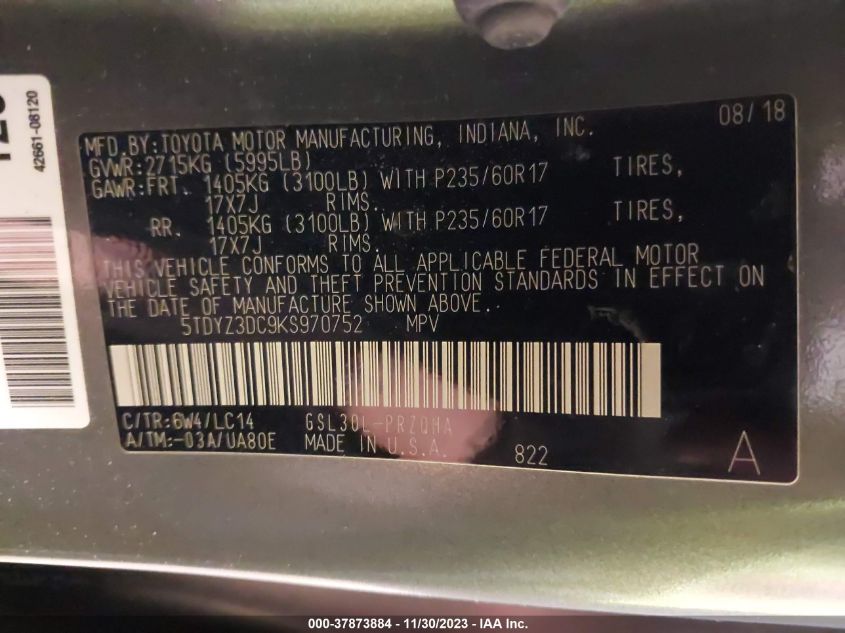 08/18
MFD.BY:TOYOTA MOTOR MANUFACTURING, INDIANA, INC.
GVWR:2715KG (5995LB)
GAWR:FRT. 1405KG (3100LB) WITH P235/60R17 TIRES,
17X7J RIMS.
RR. 1405KG (3100LB) WITH P235/60R17 TIRES,
17X7J RIMS.
THIS VEHICLE CONFORMS TO ALL APPLICABLE FEDERAL MOTOR
VEHICLE SAFETY AND THEFT PREVENTION STANDARDS IN EFFECT ON
THE DATE OF MANUFACTURE SHOWN ABOVE.
5TDYZ3DC9KS970752 MPV
C/TR:6W4/LC14 GSL30L-PRZQHA
A/TM:-03A/UA80E MADE IN U.S.A.
822
A
42661-08120
000-37873884 - 11/30/2023 - IAA Inc.